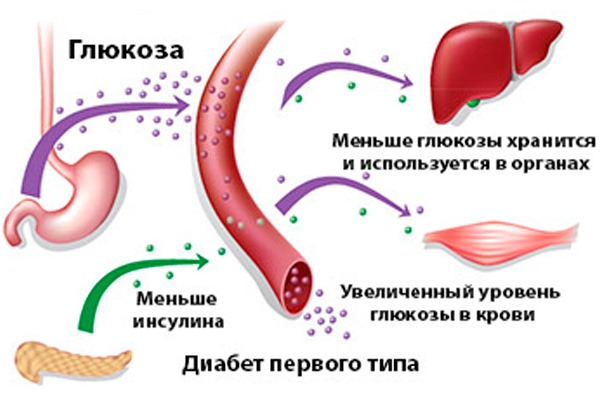 Глюкоза
Меньше глюкозы хранится
и используется в органах
Меньше
инсулина
Увеличенный уровень
глюкозы в крови
Диабет первого типа